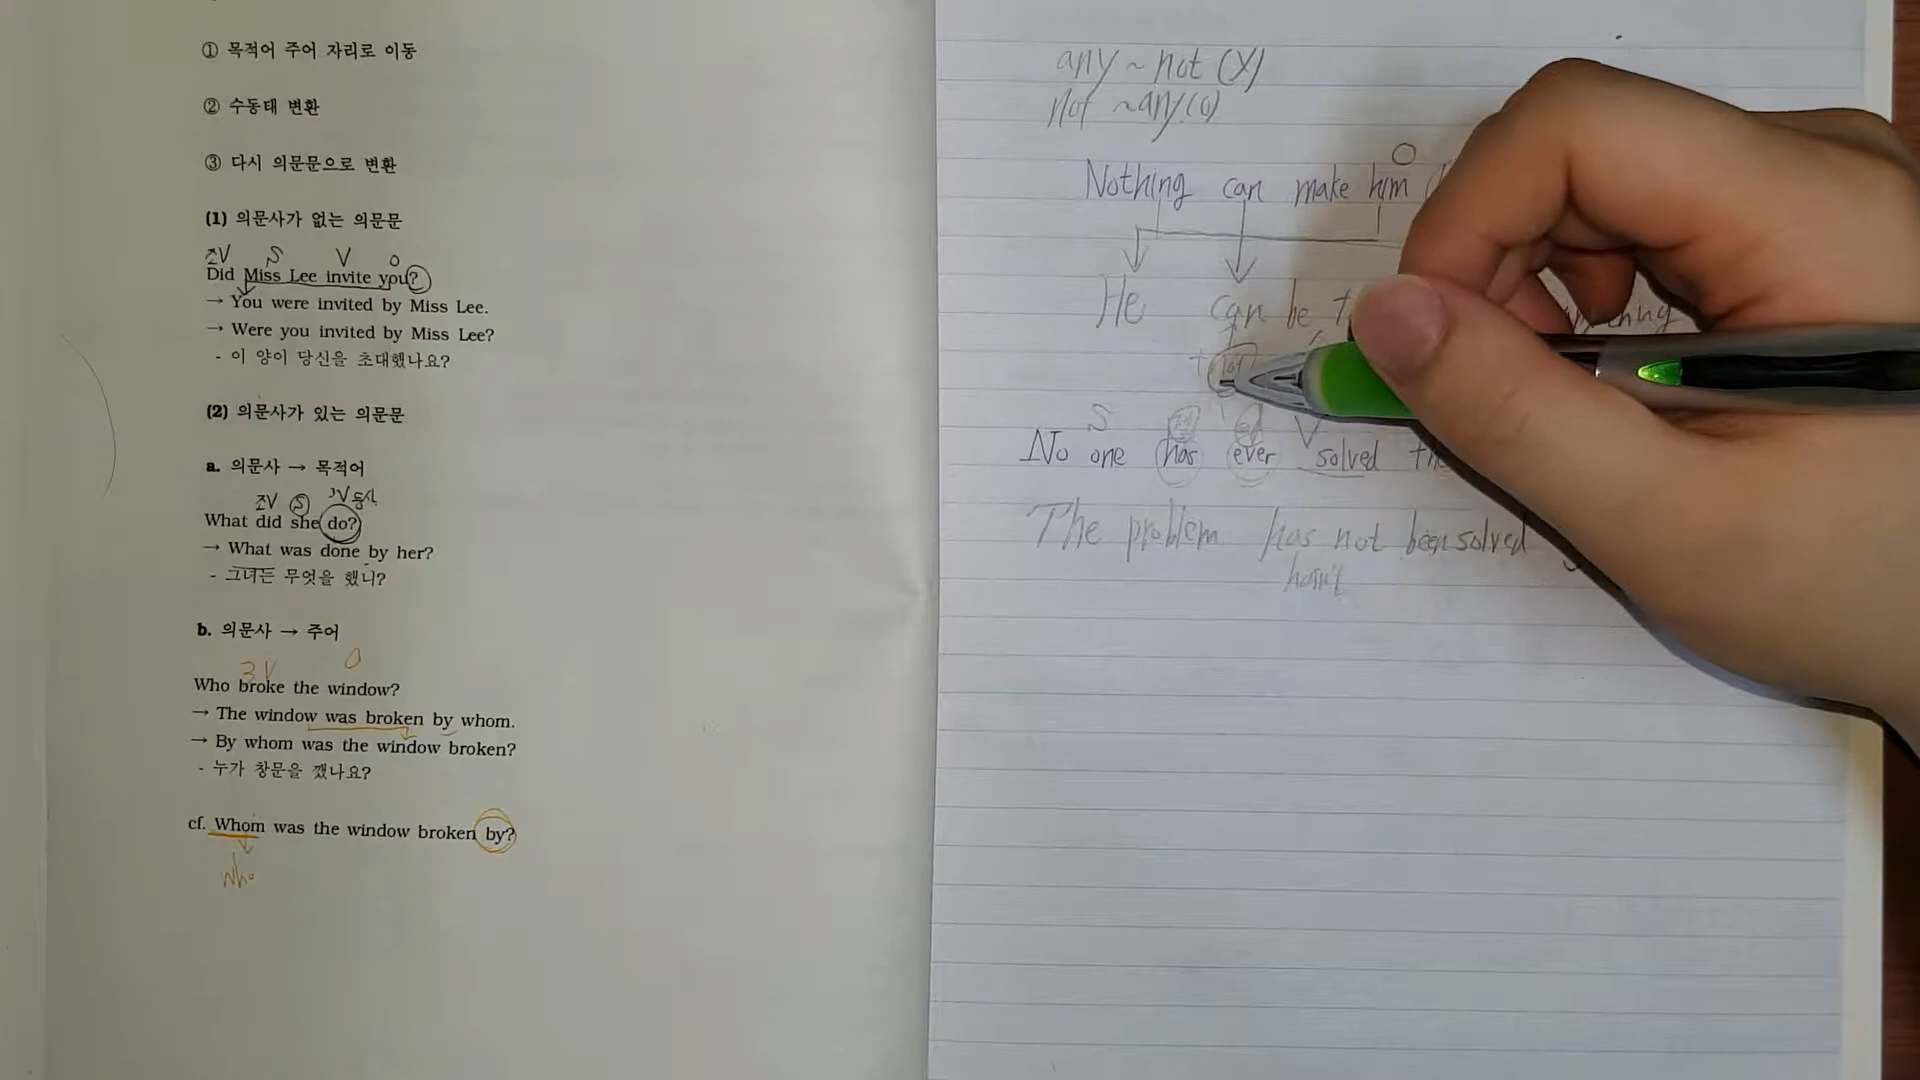 ① 목적어 주어 자리로 이동
② 수동태 변환
③ 다시 의문문으로 변환
(1) 의문사가 없는 의문문
조V S V O
Did Miss Lee invite you?
→ You were invited by Miss Lee.
→ Were you invited by Miss Lee?
- 이 양이 당신을 초대했나요?
(2) 의문사가 있는 의문문
a. 의문사 → 목적어
조V S 동사
What did she do?
→ What was done by her?
- 그녀는 무엇을 했니?
b. 의문사 → 주어
3V O
Who broke the window?
→ The window was broken by whom.
→ By whom was the window broken?
- 누가 창문을 깼나요?
cf. Whom was the window broken by?
who
any ~ not (X)
not ~ any (O)
O
Nothing can make him
He can be
not
S V
No one has ever solved
The problem has not been solved
hasn't